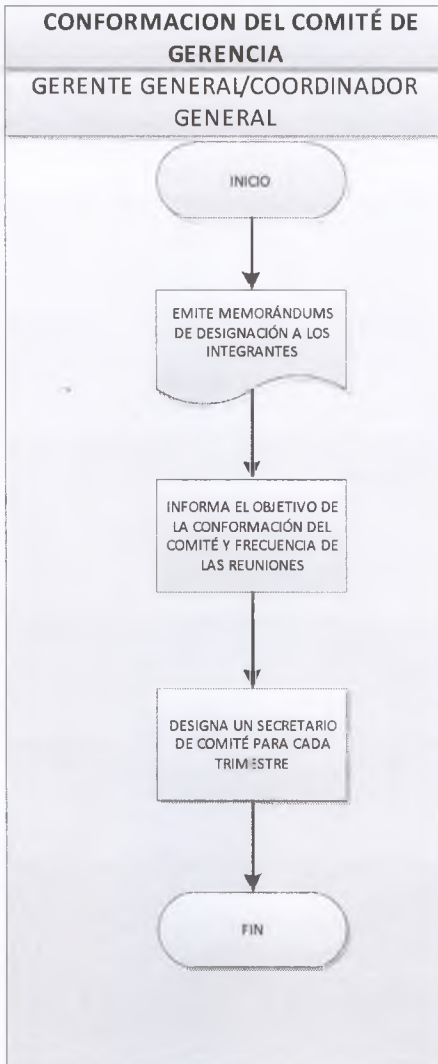 CONFORMACION DEL COMITÉ DE
GERENCIA
GERENTE GENERAL/COORDINADOR
GENERAL
INICIO
EMITE MEMORÁNDUMS
DE DESIGNACIÓN A LOS
INTEGRANTES
INFORMA EL OBJETIVO DE
LA CONFORMACIÓN DEL
COMITÉ Y FRECUENCIA DE
LAS REUNIONES
DESIGNA UN SECRETARIO
DE COMITÉ PARA CADA
TRIMESTRE
FIN